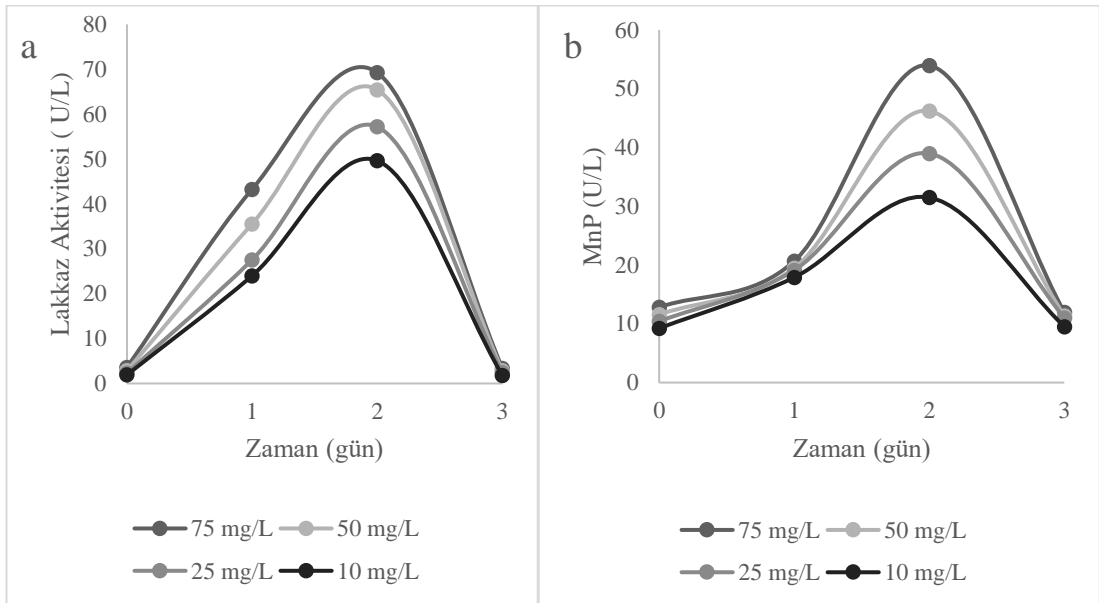 a
Lakkaz Aktivitesi ( U/L)
80
70
60
50
40
30
20
10
0
0 1 2 3
Zaman (gün)
75 mg/L 50 mg/L
25 mg/L 10 mg/L
b
MnP (U/L)
60
50
40
30
20
10
0
0 1 2 3
Zaman (gün)
75 mg/L 50 mg/L
25 mg/L 10 mg/L